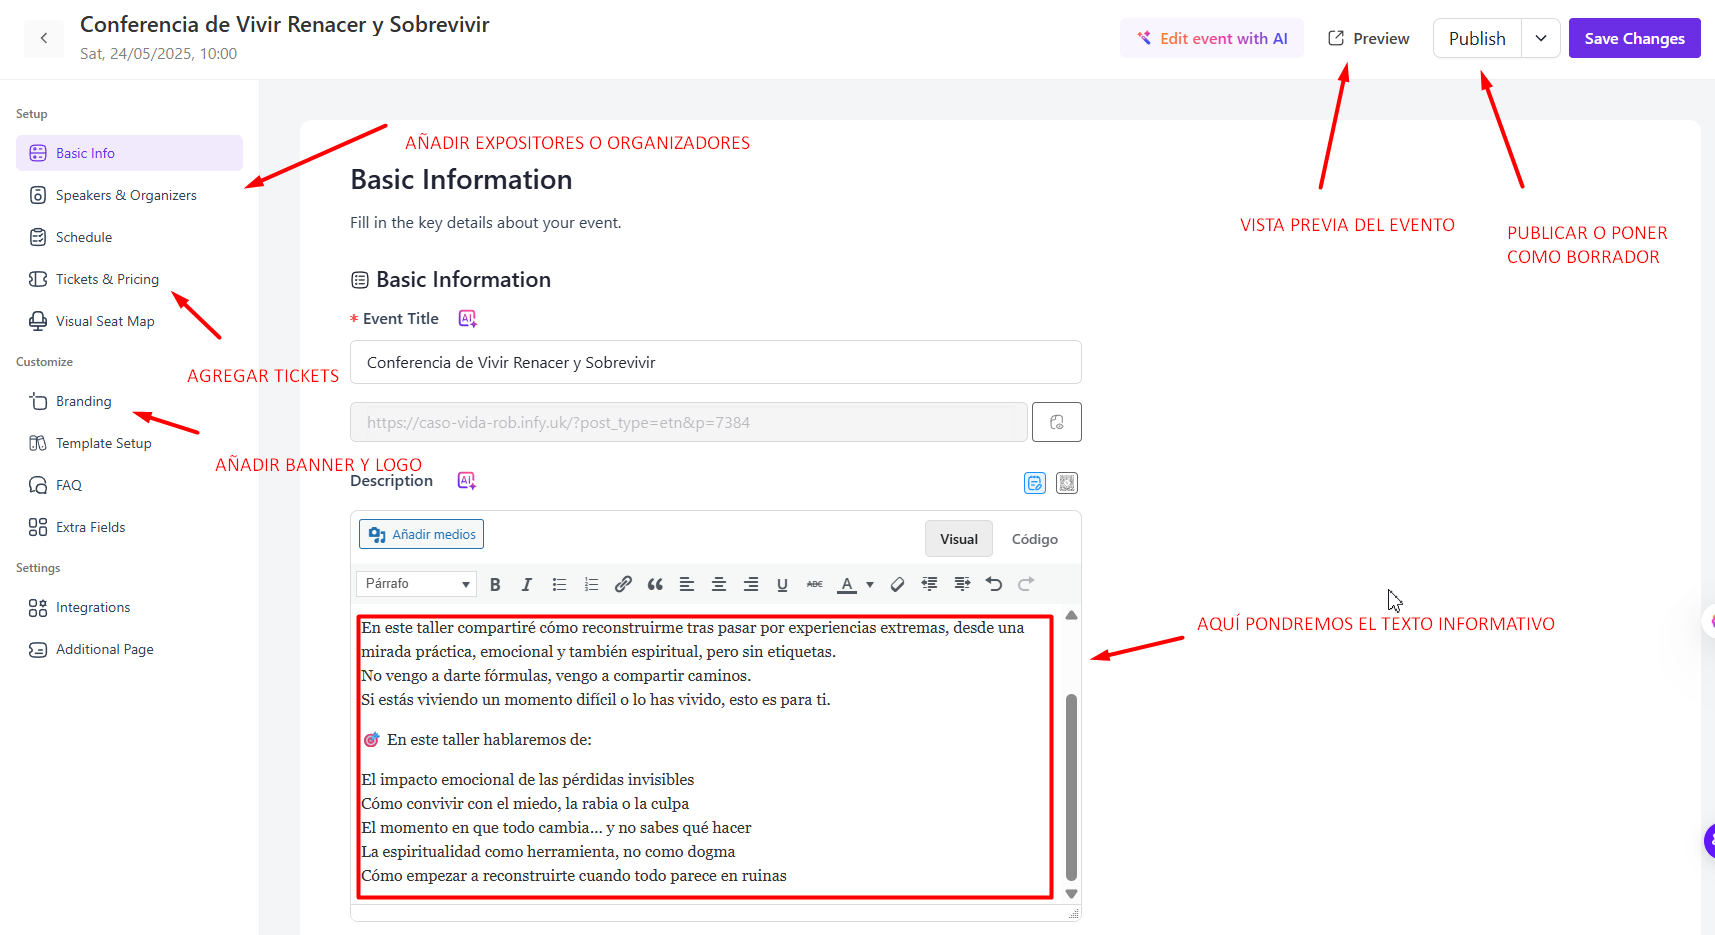 Conferencia de Vivir Renacer y Sobrevivir
Sat, 24/05/2025, 10:00
Edit event with AI
Preview
Publish
Save Changes
Setup
Basic Info
Speakers & Organizers
Schedule
Tickets & Pricing
Visual Seat Map
Customize
Branding
Template Setup
FAQ
Extra Fields
Settings
Integrations
Additional Page
AÑADIR EXPOSITORES O ORGANIZADORES
AGREGAR TICKETS
AÑADIR BANNER Y LOGO
VISTA PREVIA DEL EVENTO
PUBLICAR O PONER
COMO BORRADOR
Basic Information
Fill in the key details about your event.
Basic Information
* Event Title AI
Conferencia de Vivir Renacer y Sobrevivir
https://caso-vida-rob.infy.uk/?post_type=etn&p=7384
Description AI
Añadir medios
Visual
Código
Párrafo
B I U ABC A
En este taller compartiré cómo reconstruirme tras pasar por experiencias extremas, desde una
mirada práctica, emocional y también espiritual, pero sin etiquetas.
No vengo a darte fórmulas, vengo a compartir caminos.
Si estás viviendo un momento difícil o lo has vivido, esto es para ti.
🎯 En este taller hablaremos de:
El impacto emocional de las pérdidas invisibles
Cómo convivir con el miedo, la rabia o la culpa
El momento en que todo cambia... y no sabes qué hacer
La espiritualidad como herramienta, no como dogma
Cómo empezar a reconstruirte cuando todo parece en ruinas
AQUÍ PONDREMOS EL TEXTO INFORMATIVO